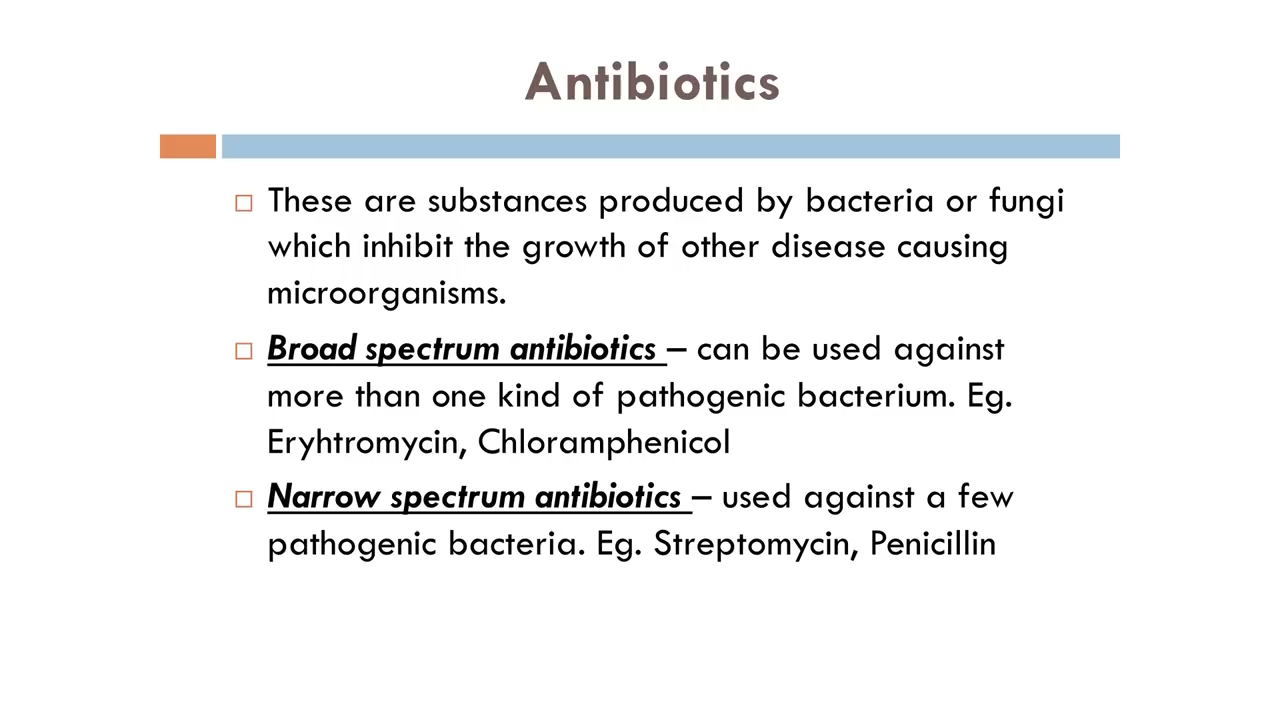 Antibiotics
These are substances produced by bacteria or fungi
which inhibit the growth of other disease causing
microorganisms.
Broad spectrum antibiotics – can be used against
more than one kind of pathogenic bacterium. Eg.
Eryhtromycin, Chloramphenicol
Narrow spectrum antibiotics – used against a few
pathogenic bacteria. Eg. Streptomycin, Penicillin